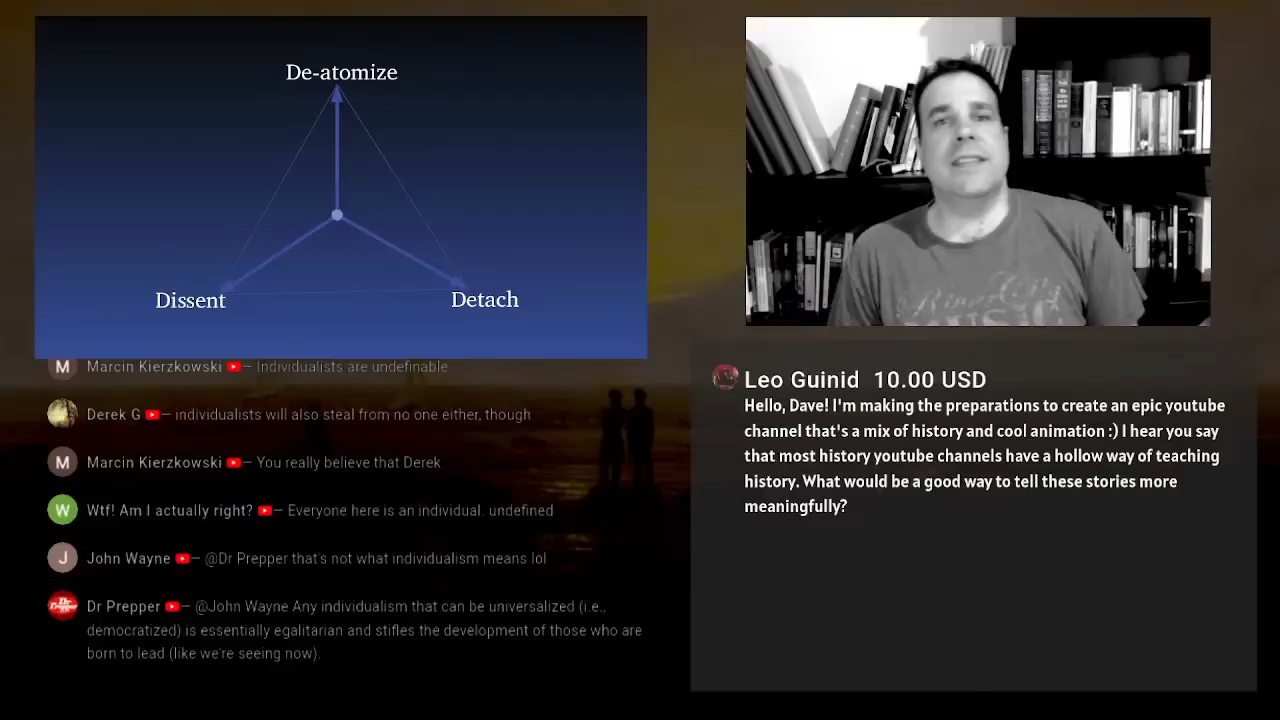 De-atomize
Dissent
Detach
M Marcin Kierzkowski — Individualists are undefinable
Derek G — individualists will also steal from no one either, though
M Marcin Kierzkowski — You really believe that Derek
W Wtf! Am I actually right? — Everyone here is an individual. undefined
J John Wayne — @Dr Prepper that's not what individualism means lol
Dr Prepper — @John Wayne Any individualism that can be universalized (i.e.,
democratized) is essentially egalitarian and stifles the development of those who are
born to lead (like we're seeing now).
Leo Guinid 10.00 USD
Hello, Dave! I'm making the preparations to create an epic youtube
channel that's a mix of history and cool animation :) I hear you say
that most history youtube channels have a hollow way of teaching
history. What would be a good way to tell these stories more
meaningfully?